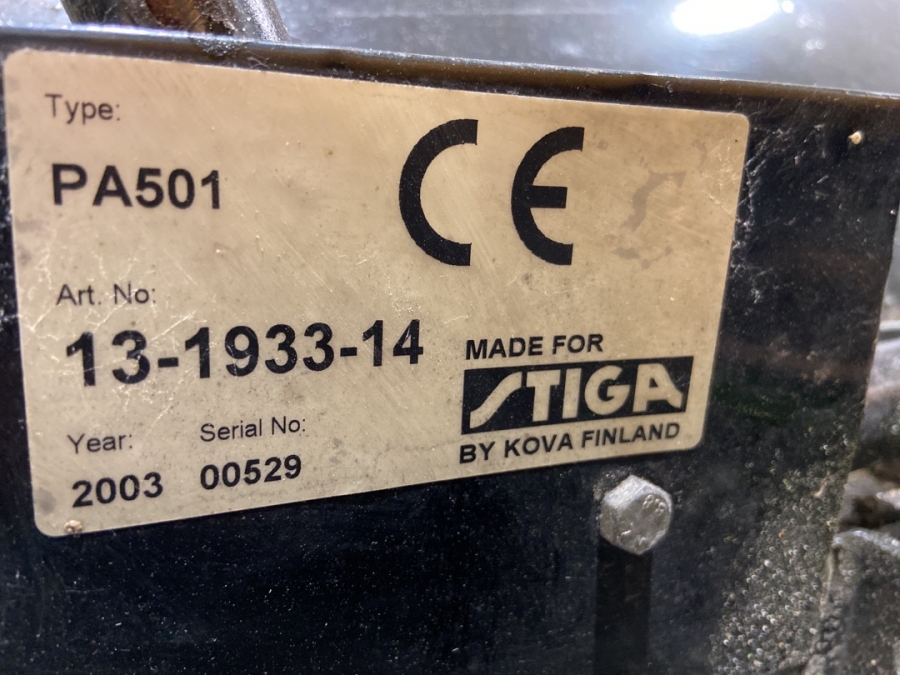 Type:
PA501
CE
Art. No:
13-1933-14
MADE FOR
STIGA
BY KOVA FINLAND
Year:
Serial No:
2003
00529